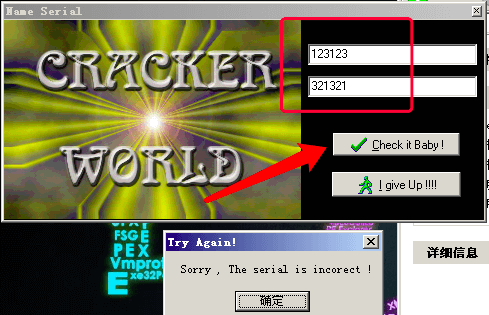 Name Serial
CRACKER
WORLD
123123
321321
Check it Baby !
I give Up !!!!
FSG E
P E X
Vmprot
E xe32P
Try Again!
Sorry , The serial is incorect !
确定
详细信息